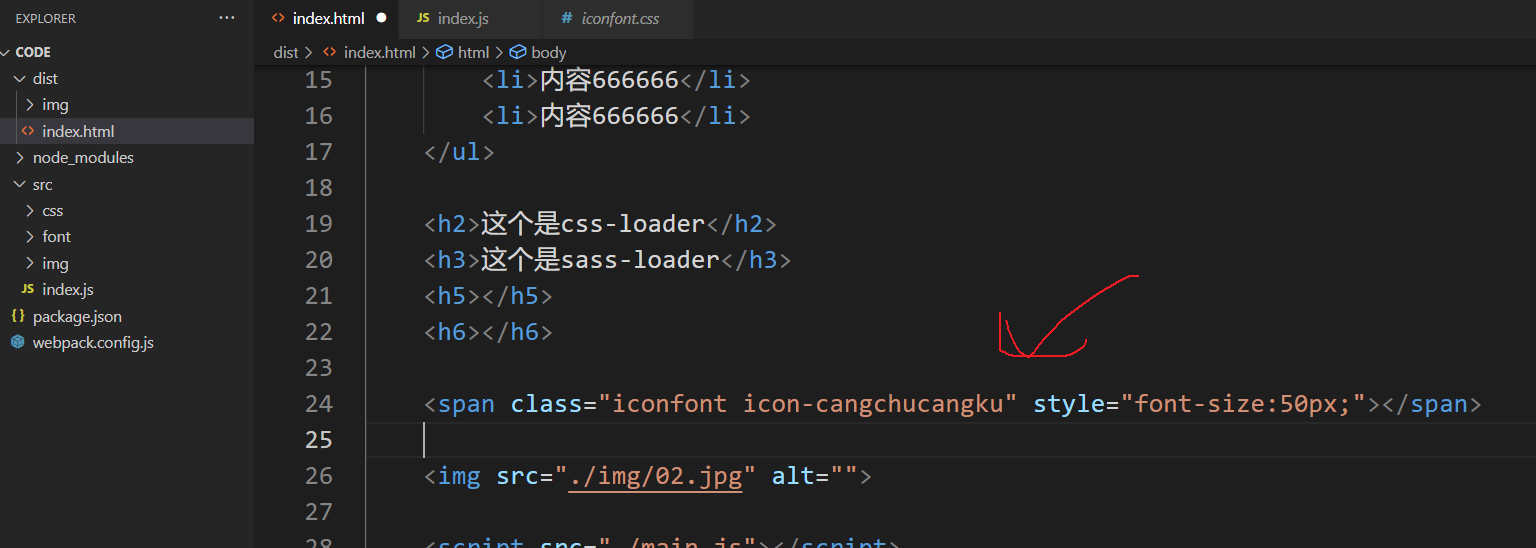 EXPLORER ···
CODE
dist
img
index.html
node_modules
src
css
font
img
JS index.js
{} package.json
webpack.config.js
<> index.html ● JS index.js # iconfont.css
dist > <> index.html > html > body
15 <li>内容666666</li>
16 <li>内容666666</li>
17 </ul>
18
19 <h2>这个是css-loader</h2>
20 <h3>这个是sass-loader</h3>
21 <h5></h5>
22 <h6></h6>
23
24 <span class="iconfont icon-cangchucangku" style="font-size:50px;"></span>
25
26 <img src="./img/02.jpg" alt="">
27
28 <script src="./main.js"></script>